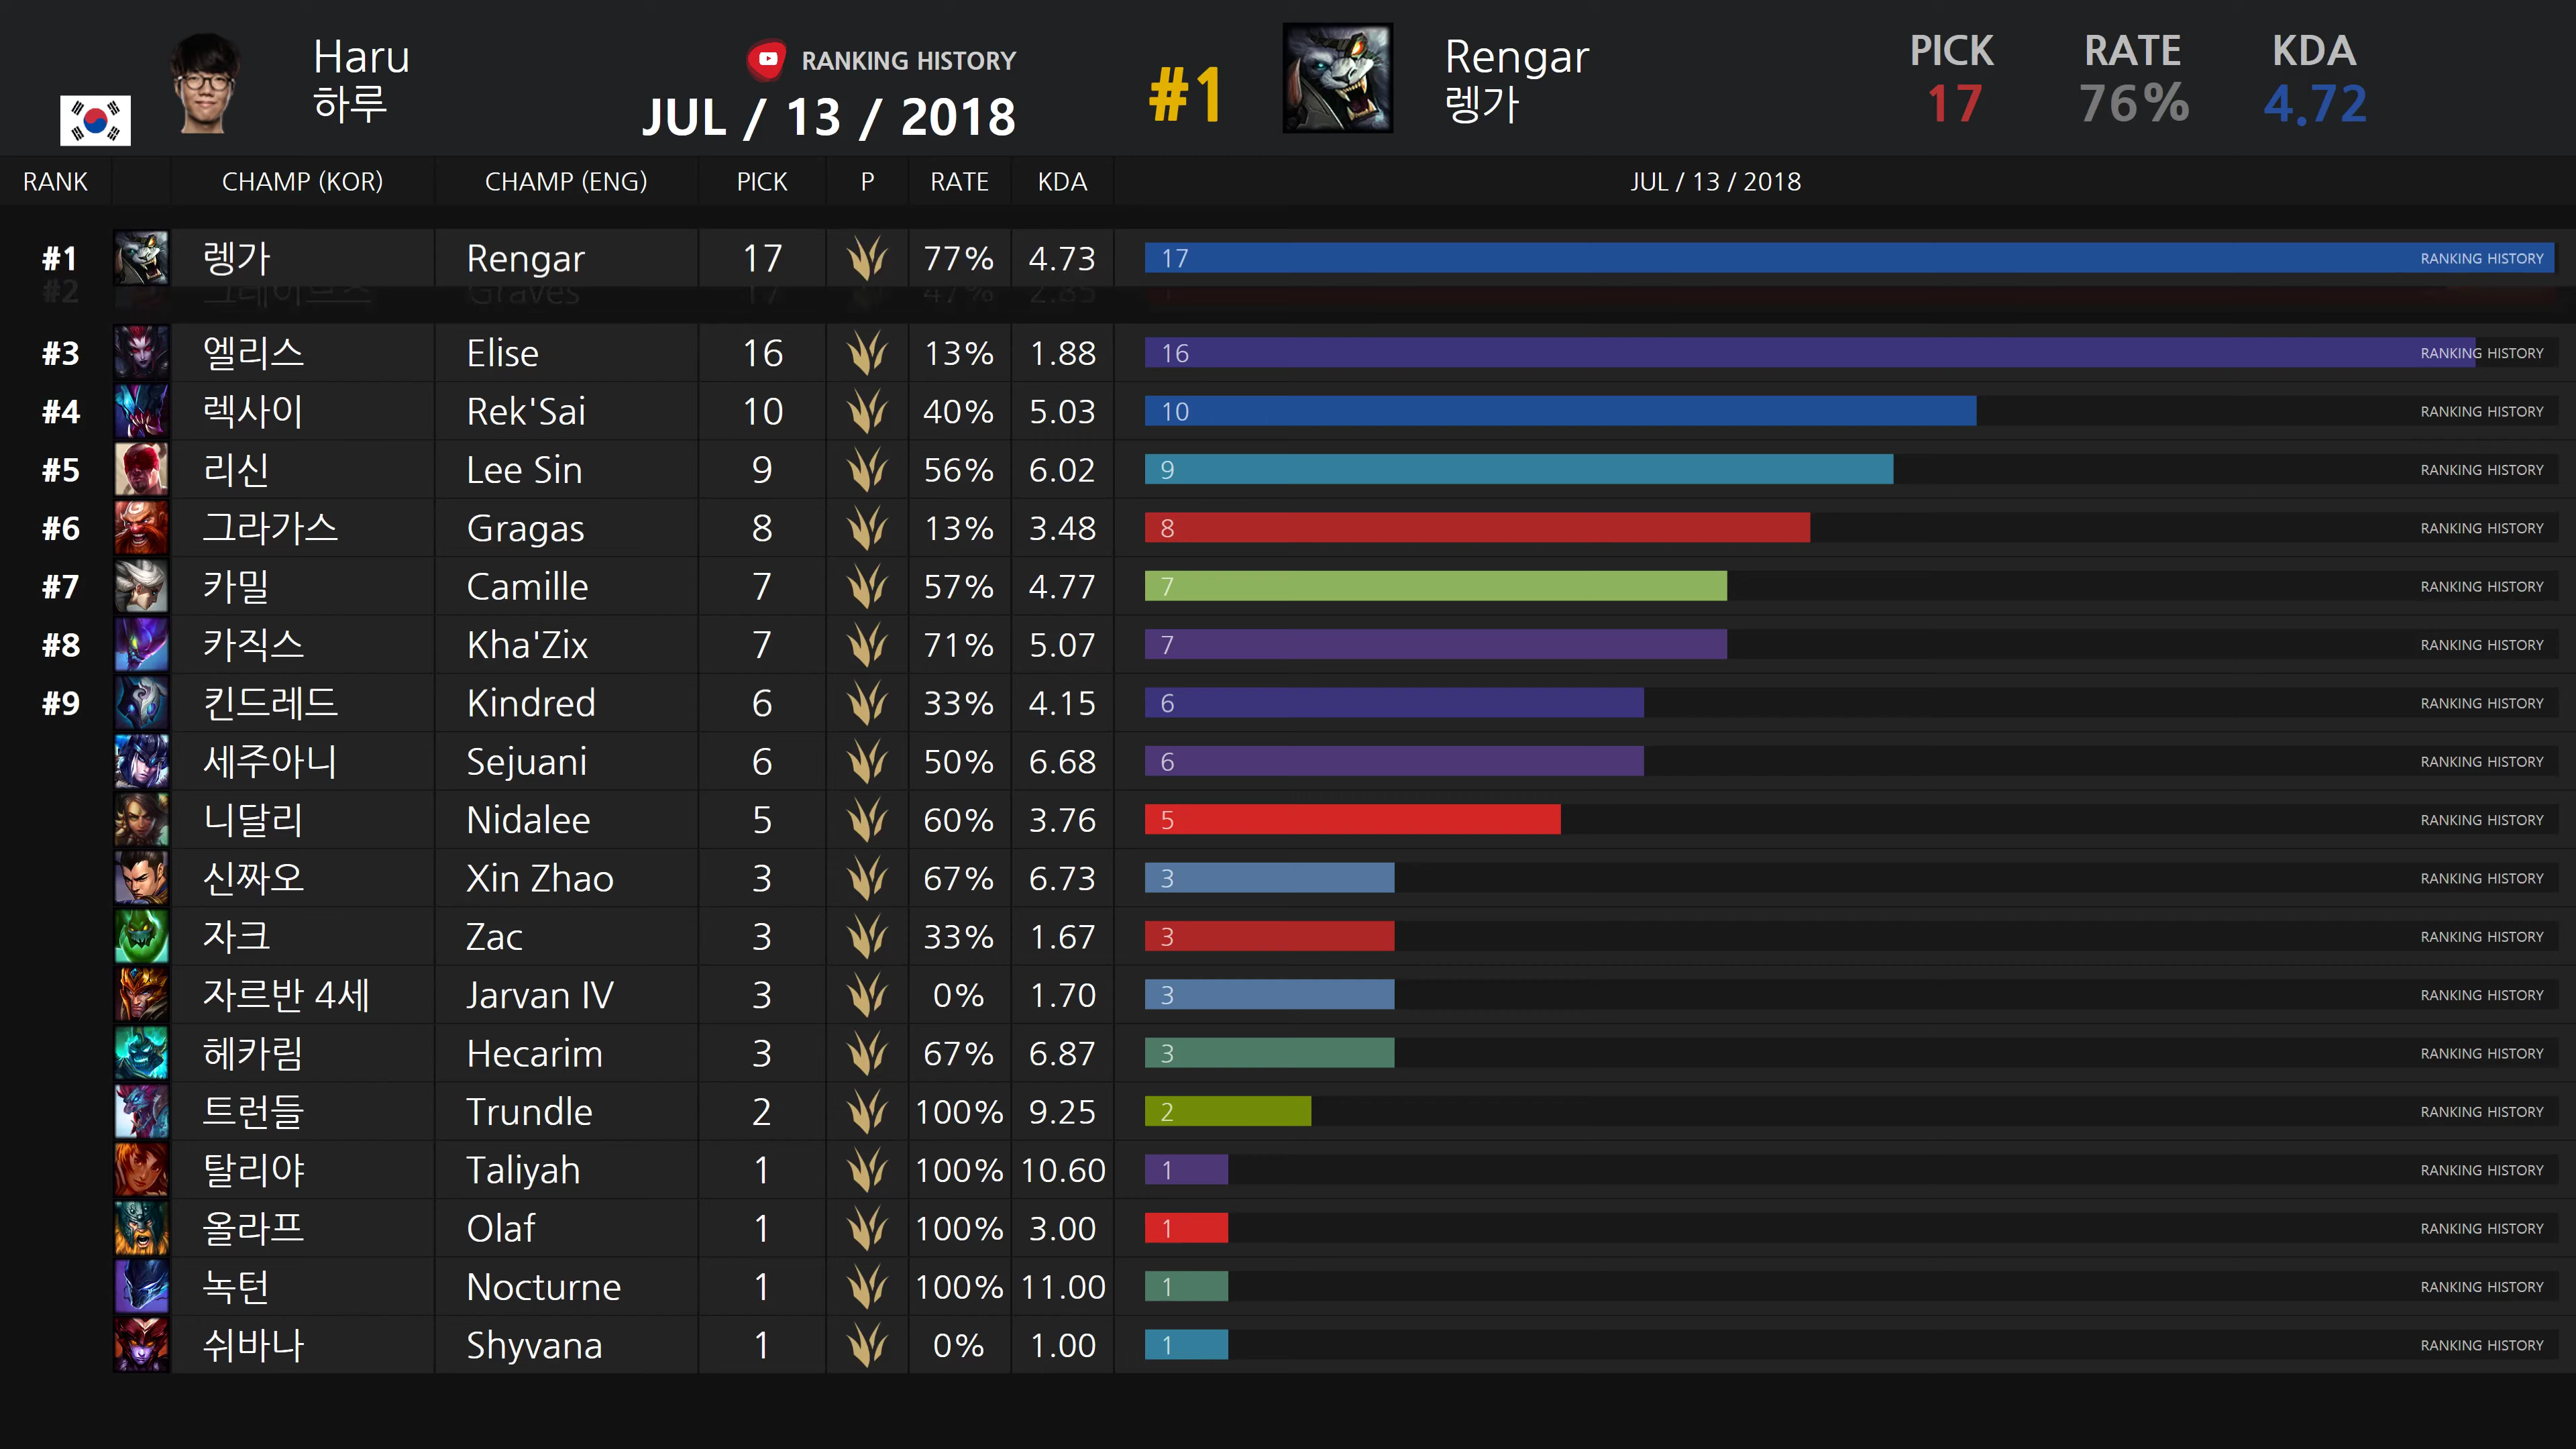 Haru
하루
RANKING HISTORY
JUL / 13 / 2018
#1
Rengar
렝가
PICK
17
RATE
76%
KDA
4.72
RANK CHAMP (KOR) CHAMP (ENG) PICK P RATE KDA JUL / 13 / 2018
#1 렝가 Rengar 17 77% 4.73 17 RANKING HISTORY
#2 그레이브즈 Graves 17 47% 2.85
#3 엘리스 Elise 16 13% 1.88 16 RANKING HISTORY
#4 렉사이 Rek'Sai 10 40% 5.03 10 RANKING HISTORY
#5 리신 Lee Sin 9 56% 6.02 9 RANKING HISTORY
#6 그라가스 Gragas 8 13% 3.48 8 RANKING HISTORY
#7 카밀 Camille 7 57% 4.77 7 RANKING HISTORY
#8 카직스 Kha'Zix 7 71% 5.07 7 RANKING HISTORY
#9 킨드레드 Kindred 6 33% 4.15 6 RANKING HISTORY
세주아니 Sejuani 6 50% 6.68 6 RANKING HISTORY
니달리 Nidalee 5 60% 3.76 5 RANKING HISTORY
신짜오 Xin Zhao 3 67% 6.73 3 RANKING HISTORY
자크 Zac 3 33% 1.67 3 RANKING HISTORY
자르반 4세 Jarvan IV 3 0% 1.70 3 RANKING HISTORY
헤카림 Hecarim 3 67% 6.87 3 RANKING HISTORY
트런들 Trundle 2 100% 9.25 2 RANKING HISTORY
탈리야 Taliyah 1 100% 10.60 1 RANKING HISTORY
올라프 Olaf 1 100% 3.00 1 RANKING HISTORY
녹턴 Nocturne 1 100% 11.00 1 RANKING HISTORY
쉬바나 Shyvana 1 0% 1.00 1 RANKING HISTORY